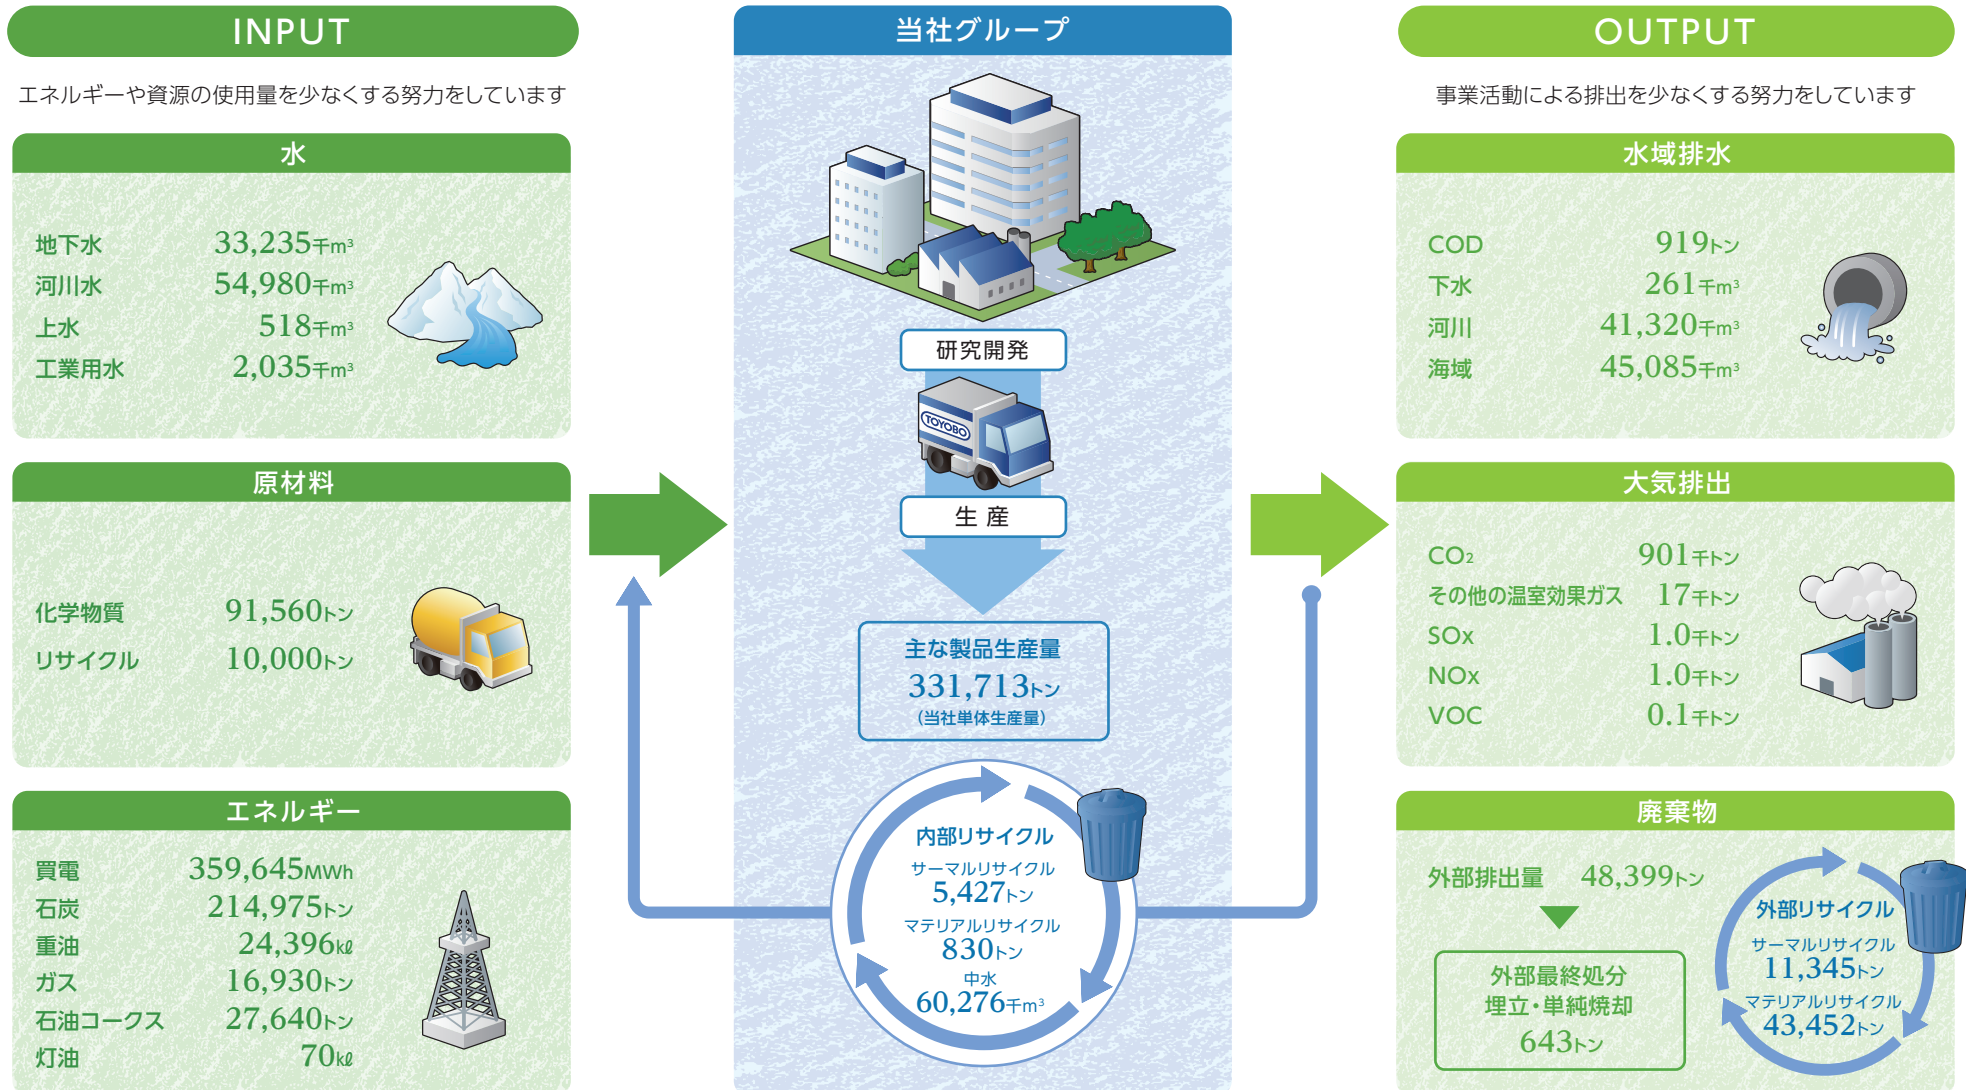 INPUT
エネルギーや資源の使用量を少なくする努力をしています
水
地下水 33,235千m³
河川水 54,980千m³
上水 518千m³
工業用水 2,035千m³
原材料
化学物質 91,560トン
リサイクル 10,000トン
エネルギー
買電 359,645MWh
石炭 214,975トン
重油 24,396kℓ
ガス 16,930トン
石油コークス 27,640トン
灯油 70kℓ
当社グループ
研究開発
TOYOBO
生産
主な製品生産量
331,713トン
(当社単体生産量)
内部リサイクル
サーマルリサイクル
5,427トン
マテリアルリサイクル
830トン
中水
60,276千m³
OUTPUT
事業活動による排出を少なくする努力をしています
水域排水
COD 919トン
下水 261千m³
河川 41,320千m³
海域 45,085千m³
大気排出
CO₂ 901千トン
その他の温室効果ガス 17千トン
SOx 1.0千トン
NOx 1.0千トン
VOC 0.1千トン
廃棄物
外部排出量 48,399トン
外部最終処分
埋立・単純焼却
643トン
外部リサイクル
サーマルリサイクル
11,345トン
マテリアルリサイクル
43,452トン